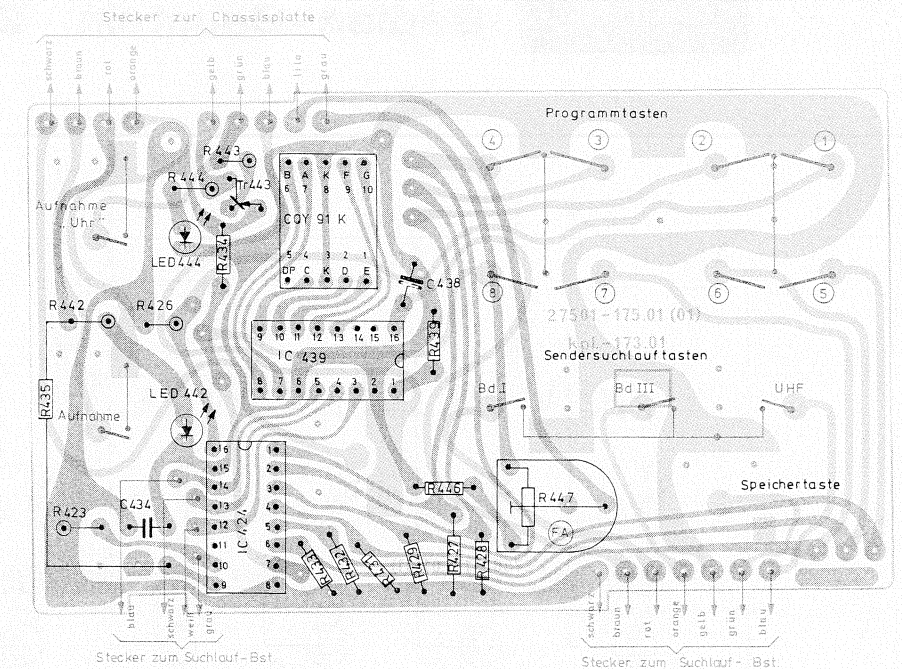 Stecker zur Chassisplatte
schwarz
braun
rot
orange
gelb
grün
blau
lila
grau
Programmtasten
4
3
2
1
R 443
R 444
Tr443
B A K F G
6 7 8 9 10
CQY 91 K
5 4 3 2 1
DP C K D E
Aufnahme
„Uhr"
LED444
R434
C438
8
7
6
5
R442
R426
27501-175.01 (01)
kpl.-173.01
9 10 11 12 13 14 15 16
IC 439
8 7 6 5 4 3 2 1
R439
Sendersuchlauftasten
Bd.I
Bd III
UHF
R435
LED 442
Aufnahme
16 1
15 2
14 3
13 4
12 5
11 6
10 7
9 8
IC 424
C434
R423
R446
R 447
FA
Speichertaste
R433
R432
R431
R429
R427
R428
blau
schwarz
weiß
grau
Stecker zum Suchlauf-Bst.
schwarz
braun
rot
orange
gelb
grün
blau
Stecker zum Suchlauf-Bst.